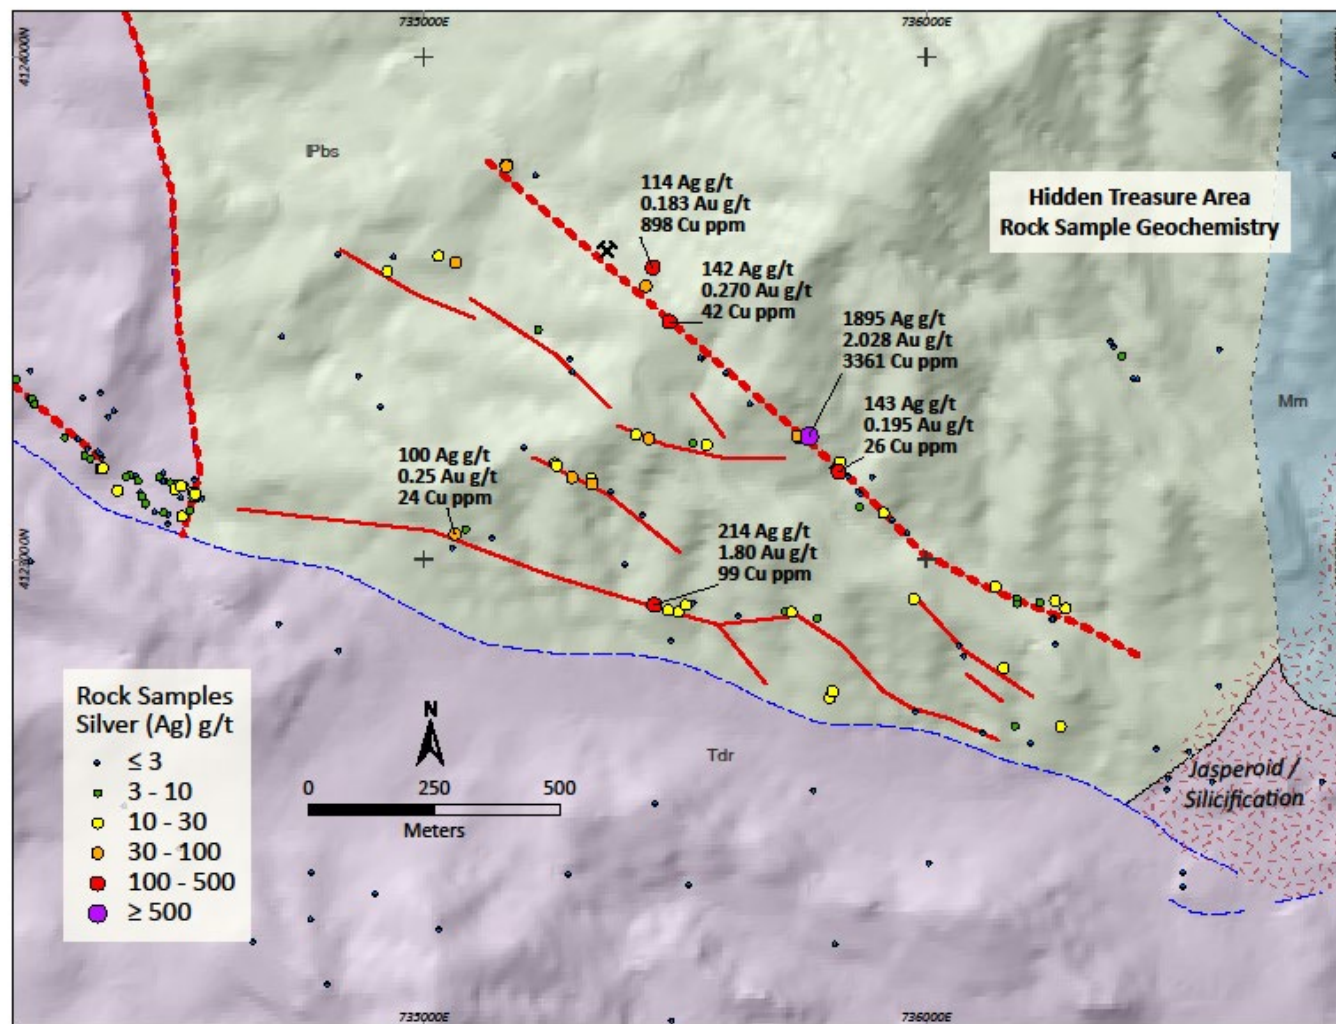 735000E
736000E
4124000N
IPbs
114 Ag g/t
0.183 Au g/t
898 Cu ppm
Hidden Treasure Area
Rock Sample Geochemistry
142 Ag g/t
0.270 Au g/t
42 Cu ppm
1895 Ag g/t
2.028 Au g/t
3361 Cu ppm
Mm
143 Ag g/t
0.195 Au g/t
26 Cu ppm
100 Ag g/t
0.25 Au g/t
24 Cu ppm
214 Ag g/t
1.80 Au g/t
99 Cu ppm
4123000N
Rock Samples
Silver (Ag) g/t
≤ 3
3 - 10
10 - 30
30 - 100
100 - 500
≥ 500
N
0 250 500
Meters
Tdr
Jasperoid /
Silicification
735000E
736000E